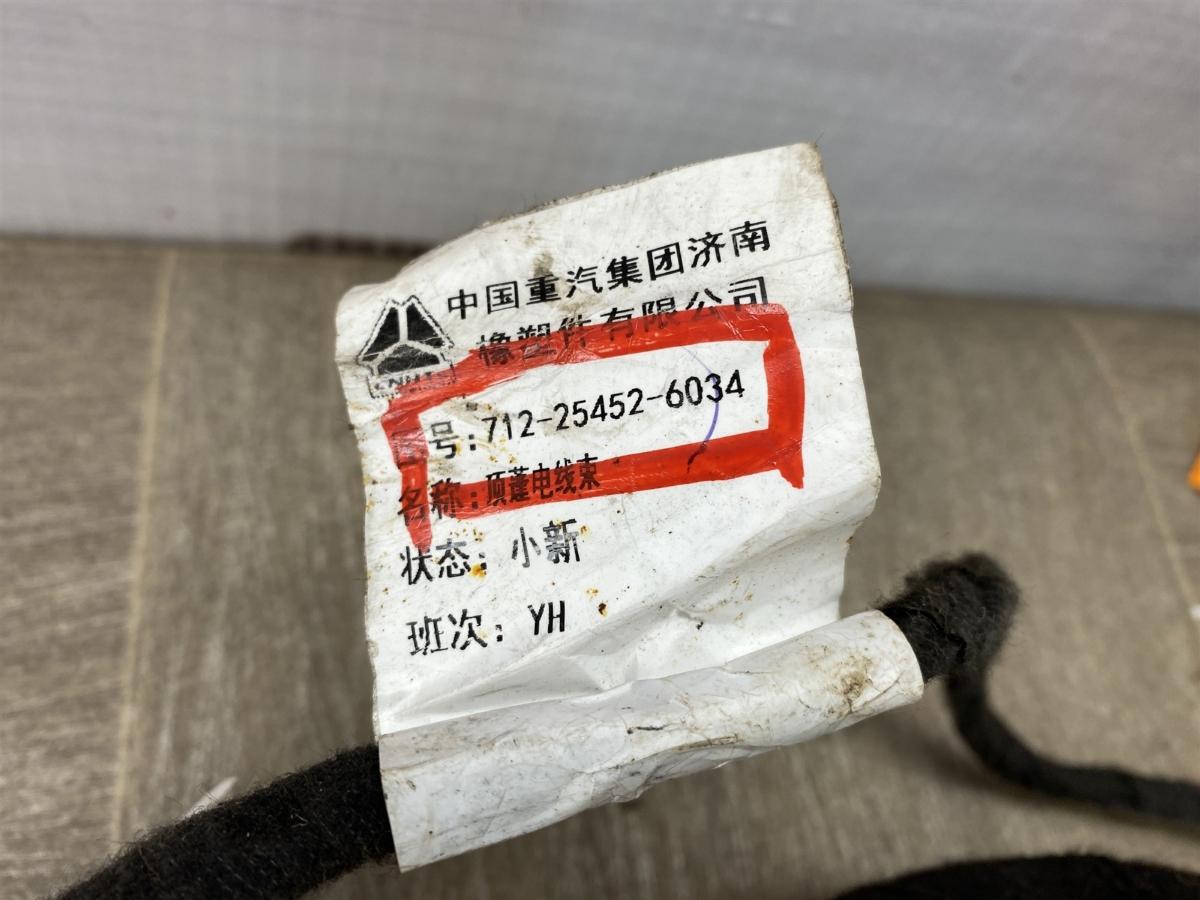 中国重汽集团济南
橡塑件有限公司
图号:712-25452-6034
名称:顶蓬电线束
状态:小新
班次:YH